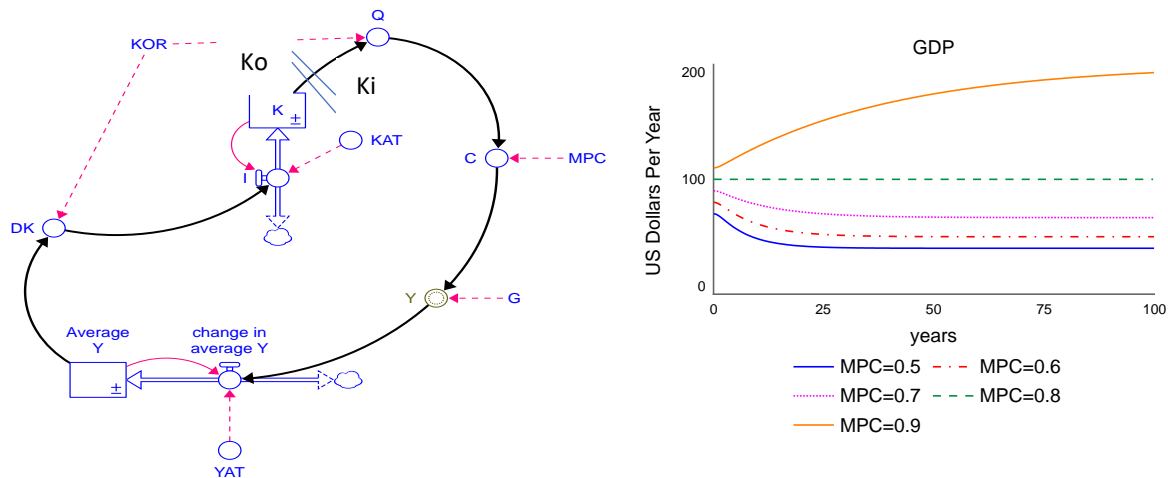 Q
KOR
Ko
Ki
K
±
KAT
I
C
MPC
DK
Y
G
Average
Y
change in
average Y
±
YAT
GDP
US Dollars Per Year
200
100
0
0
25
50
75
100
years
MPC=0.5
MPC=0.6
MPC=0.7
MPC=0.8
MPC=0.9